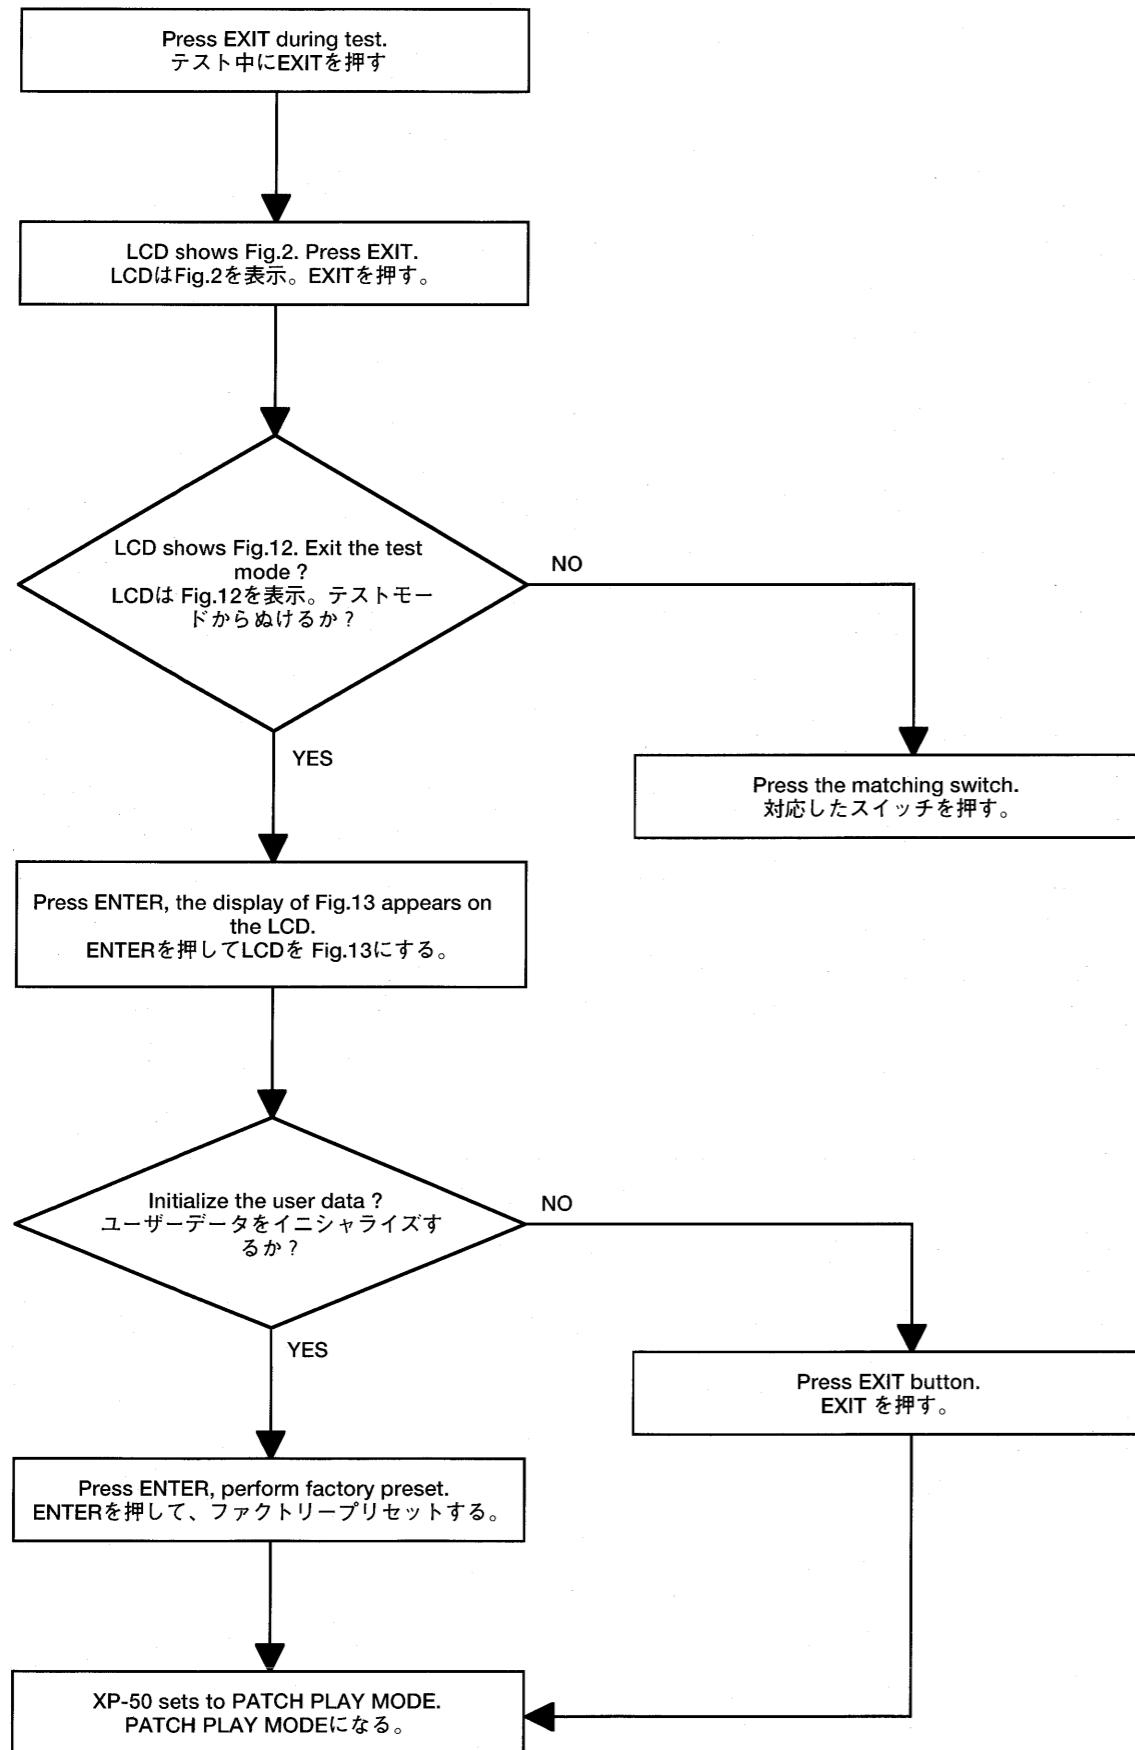 Press EXIT during test.
テスト中にEXITを押す
LCD shows Fig.2. Press EXIT.
LCDはFig.2を表示。EXITを押す。
LCD shows Fig.12. Exit the test
mode ?
LCDは Fig.12を表示。テストモー
ドからぬけるか？
NO
YES
Press the matching switch.
対応したスイッチを押す。
Press ENTER, the display of Fig.13 appears on
the LCD.
ENTERを押してLCDを Fig.13にする。
Initialize the user data ?
ユーザーデータをイニシャライズす
るか？
NO
YES
Press EXIT button.
EXIT を押す。
Press ENTER, perform factory preset.
ENTERを押して、ファクトリープリセットする。
XP-50 sets to PATCH PLAY MODE.
PATCH PLAY MODEになる。